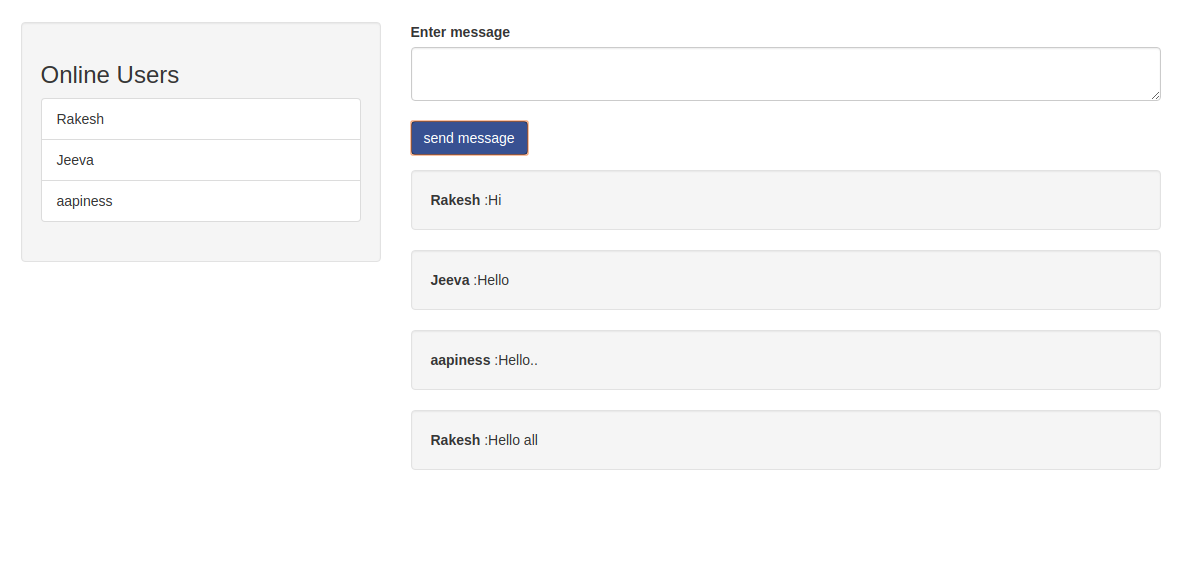 Online Users
Rakesh
Jeeva
aapiness
Enter message
send message
Rakesh :Hi
Jeeva :Hello
aapiness :Hello..
Rakesh :Hello all